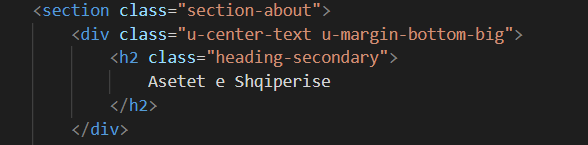 <section class="section-about">
<div class="u-center-text u-margin-bottom-big">
<h2 class="heading-secondary">
Asetet e Shqiperise
</h2>
</div>